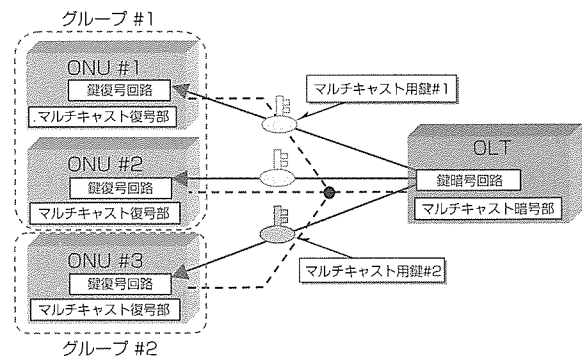 グループ #1
ONU #1
鍵復号回路
マルチキャスト復号部
ONU #2
鍵復号回路
マルチキャスト復号部
ONU #3
鍵復号回路
マルチキャスト復号部
グループ #2
マルチキャスト用鍵#1
OLT
鍵暗号回路
マルチキャスト暗号部
マルチキャスト用鍵#2